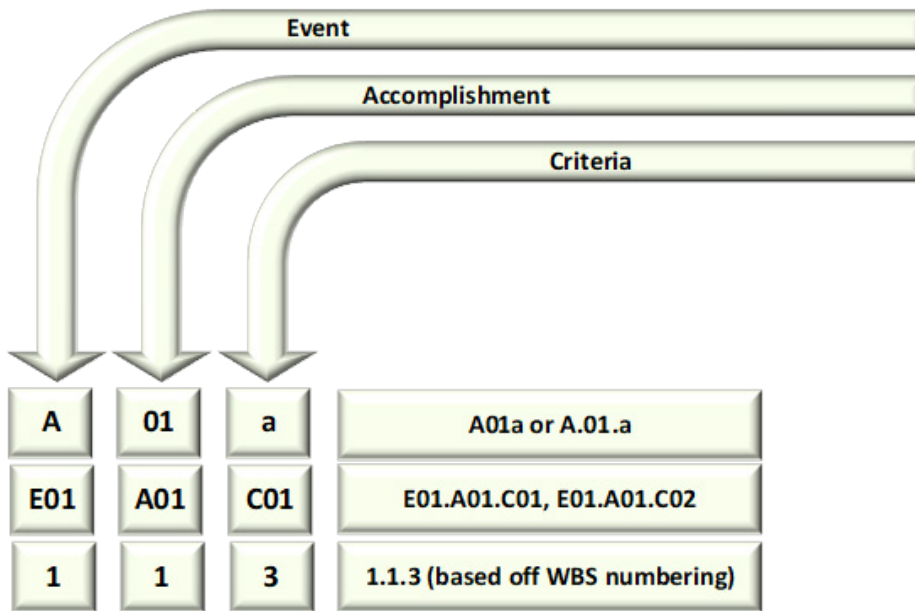 Event
Accomplishment
Criteria
A 01 a A01a or A.01.a
E01 A01 C01 E01.A01.C01, E01.A01.C02
1 1 3 1.1.3 (based off WBS numbering)